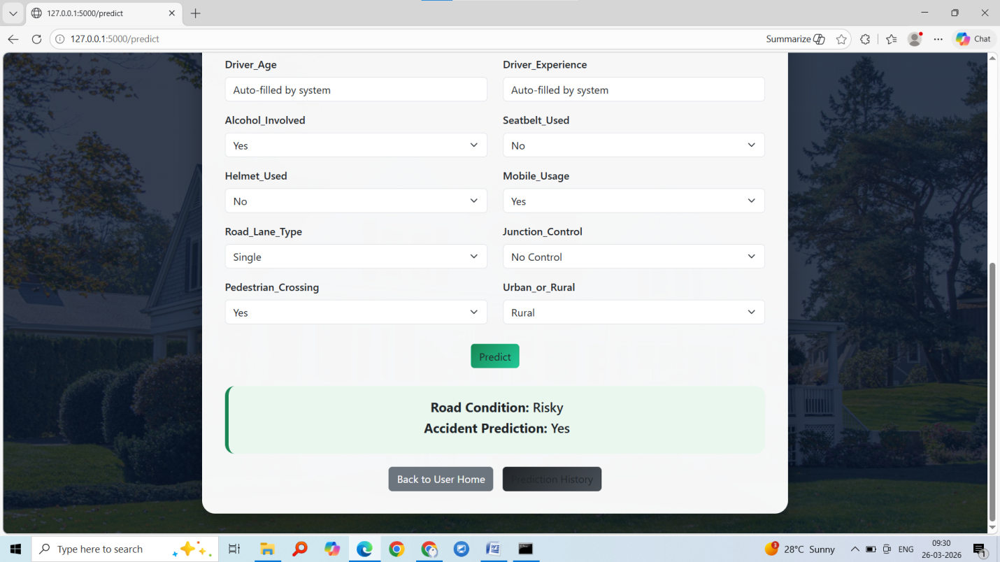 127.0.0.1:5000/predict
127.0.0.1:5000/predict
Summarize
Chat
Driver_Age
Driver_Experience
Auto-filled by system
Auto-filled by system
Alcohol_Involved
Seatbelt_Used
Yes
No
Helmet_Used
Mobile_Usage
No
Yes
Road_Lane_Type
Junction_Control
Single
No Control
Pedestrian_Crossing
Urban_or_Rural
Yes
Rural
Predict
Road Condition: Risky
Accident Prediction: Yes
Back to User Home
Prediction History
Type here to search
3
28°C Sunny
ENG
09:30
26-03-2026
1